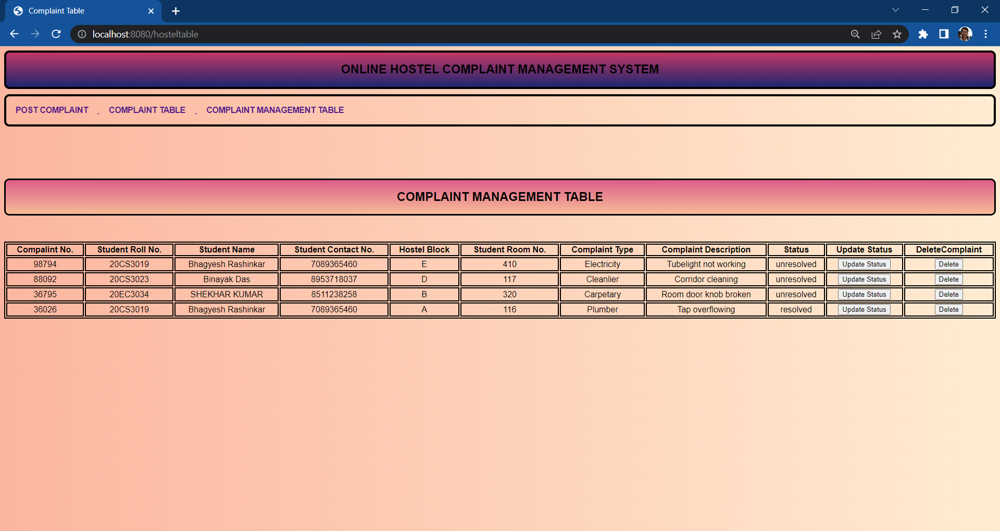 Complaint Table
localhost:8080/hosteltable
ONLINE HOSTEL COMPLAINT MANAGEMENT SYSTEM
POST COMPLAINT - COMPLAINT TABLE - COMPLAINT MANAGEMENT TABLE
COMPLAINT MANAGEMENT TABLE
Compalint No. Student Roll No. Student Name Student Contact No. Hostel Block Student Room No. Complaint Type Complaint Description Status Update Status DeleteComplaint
98794 20CS3019 Bhagyesh Rashinkar 7089365460 E 410 Electricity Tubelight not working unresolved Update Status Delete
88092 20CS3023 Binayak Das 8953718037 D 117 Cleanlier Corridor cleaning unresolved Update Status Delete
36795 20EC3034 SHEKHAR KUMAR 8511238258 B 320 Carpetary Room door knob broken unresolved Update Status Delete
36026 20CS3019 Bhagyesh Rashinkar 7089365460 A 116 Plumber Tap overflowing resolved Update Status Delete